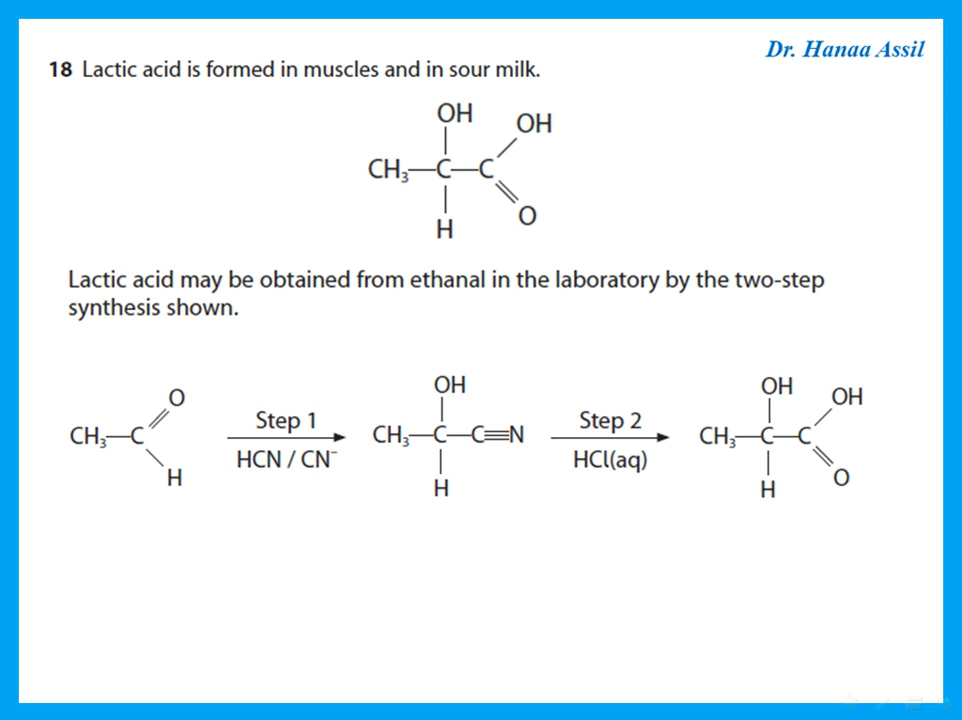 Dr. Hanaa Assil
18 Lactic acid is formed in muscles and in sour milk.
OH
OH
CH₃—C—C
O
H
Lactic acid may be obtained from ethanal in the laboratory by the two-step
synthesis shown.
O
CH₃—C
H
Step 1
HCN / CN⁻
OH
CH₃—C—C≡N
H
Step 2
HCl(aq)
OH
OH
CH₃—C—C
O
H